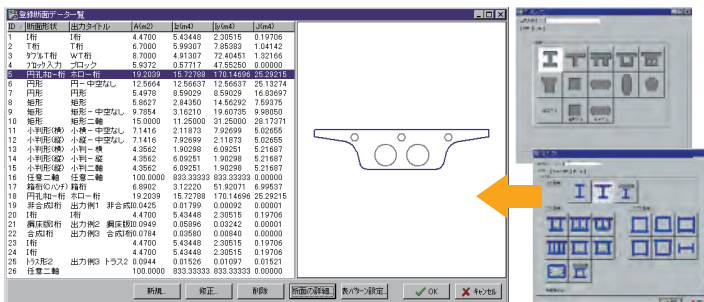 登録断面データ一覧
ID 断面形状 出力タイトル A(m2) Iz(m4) Iy(m4) J(m4)
1 I桁 I桁 4.4700 5.43448 2.30515 0.19706
2 T桁 T桁 6.7000 5.99307 7.85383 1.04142
3 ダブルT桁 WT桁 8.7000 4.91307 72.40451 1.32166
4 ブロック入力 ブロック 5.9372 0.57717 47.55250 0.00000
5 円孔ホロー桁 ホロー桁 19.2039 15.72788 170.14696 25.29215
6 円形 円-中空なし 12.5664 12.56637 12.56637 25.13274
7 円形 円形 5.4978 8.59029 8.59029 16.83697
8 矩形 矩形 5.8627 2.84350 14.56292 7.59375
9 矩形 矩形-中空なし 9.7854 3.16210 19.60735 9.98050
10 矩形 矩形二軸 15.0000 11.25000 31.25000 28.17371
11 小判形(横) 小横-中空なし 7.1416 2.11873 7.92699 5.02655
12 小判形(縦) 小縦-中空なし 7.1416 7.92699 2.11873 5.02655
13 小判形(横) 小判-横 4.3562 1.90298 6.09251 5.21687
14 小判形(縦) 小判-縦 4.3562 6.09251 1.90298 5.21687
15 小判形(縦) 小判二軸 4.3562 6.09251 1.90298 5.21687
16 任意二軸 任意二軸 100.0000 833.33333 833.33333 0.00000
17 箱桁(Cハンチ) 箱桁 6.8902 3.12220 51.92071 6.99537
18 円孔ホロー桁 ホロー桁 19.2039 15.72788 170.14696 25.29215
19 非合成I桁 出力例1 非合成I 0.0425 0.01799 0.00092 0.00001
20 I桁 I桁 4.4700 5.43448 2.30515 0.19706
21 鋼床版I桁 出力例2 鋼床版I 0.0949 0.05896 0.03242 0.00001
22 合成I桁 合成I桁 0.0784 0.03580 0.00840 0.00000
23 I桁 I桁 4.4700 5.43448 2.30515 0.19706
24 I桁 I桁 4.4700 5.43448 2.30515 0.19706
25 トラス形2 出力例3 トラス2 0.0944 0.01526 0.01097 0.01521
26 任意二軸 100.0000 833.33333 833.33333 0.00000
新規... 修正... 削除 断面の詳細... 表パターン設定... OK キャンセル